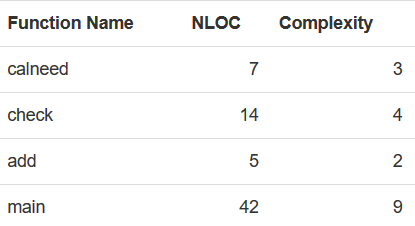 Function Name NLOC Complexity
calneed 7 3
check 14 4
add 5 2
main 42 9